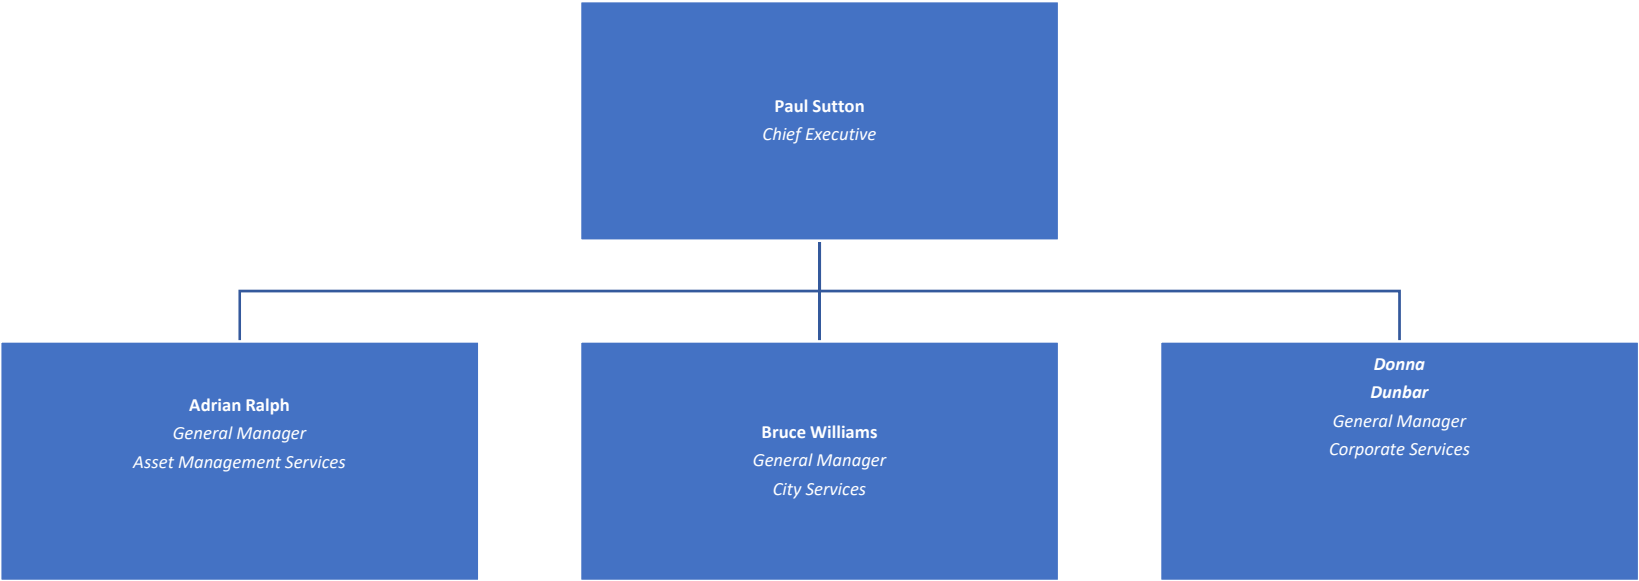 Paul Sutton
Chief Executive
Adrian Ralph
General Manager
Asset Management Services
Bruce Williams
General Manager
City Services
Donna
Dunbar
General Manager
Corporate Services